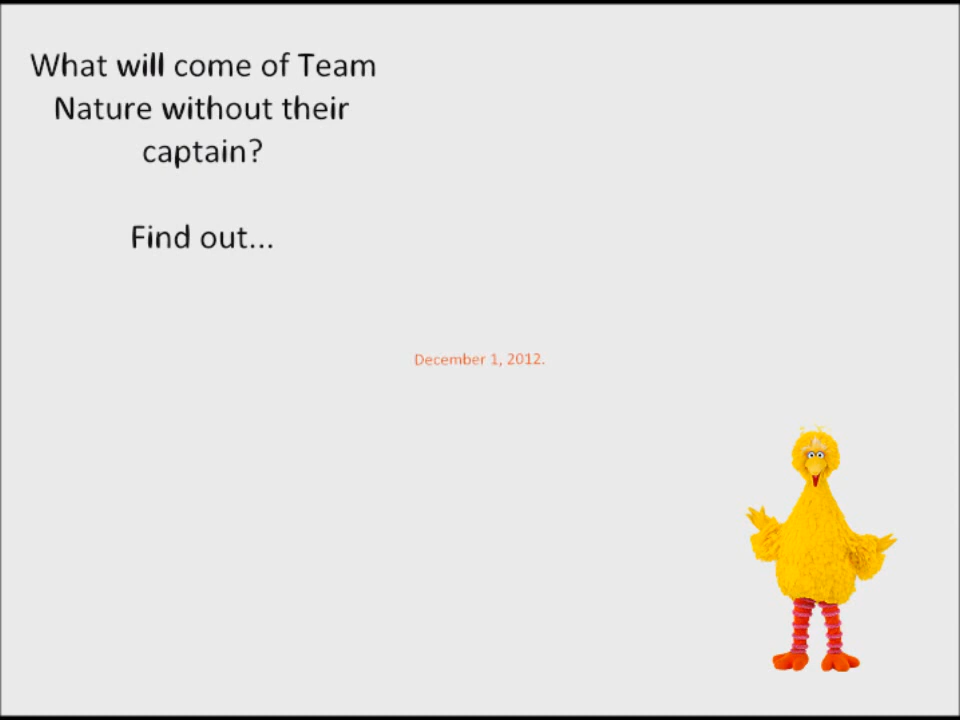 What will come of Team
Nature without their
captain?
Find out...
December 1, 2012.